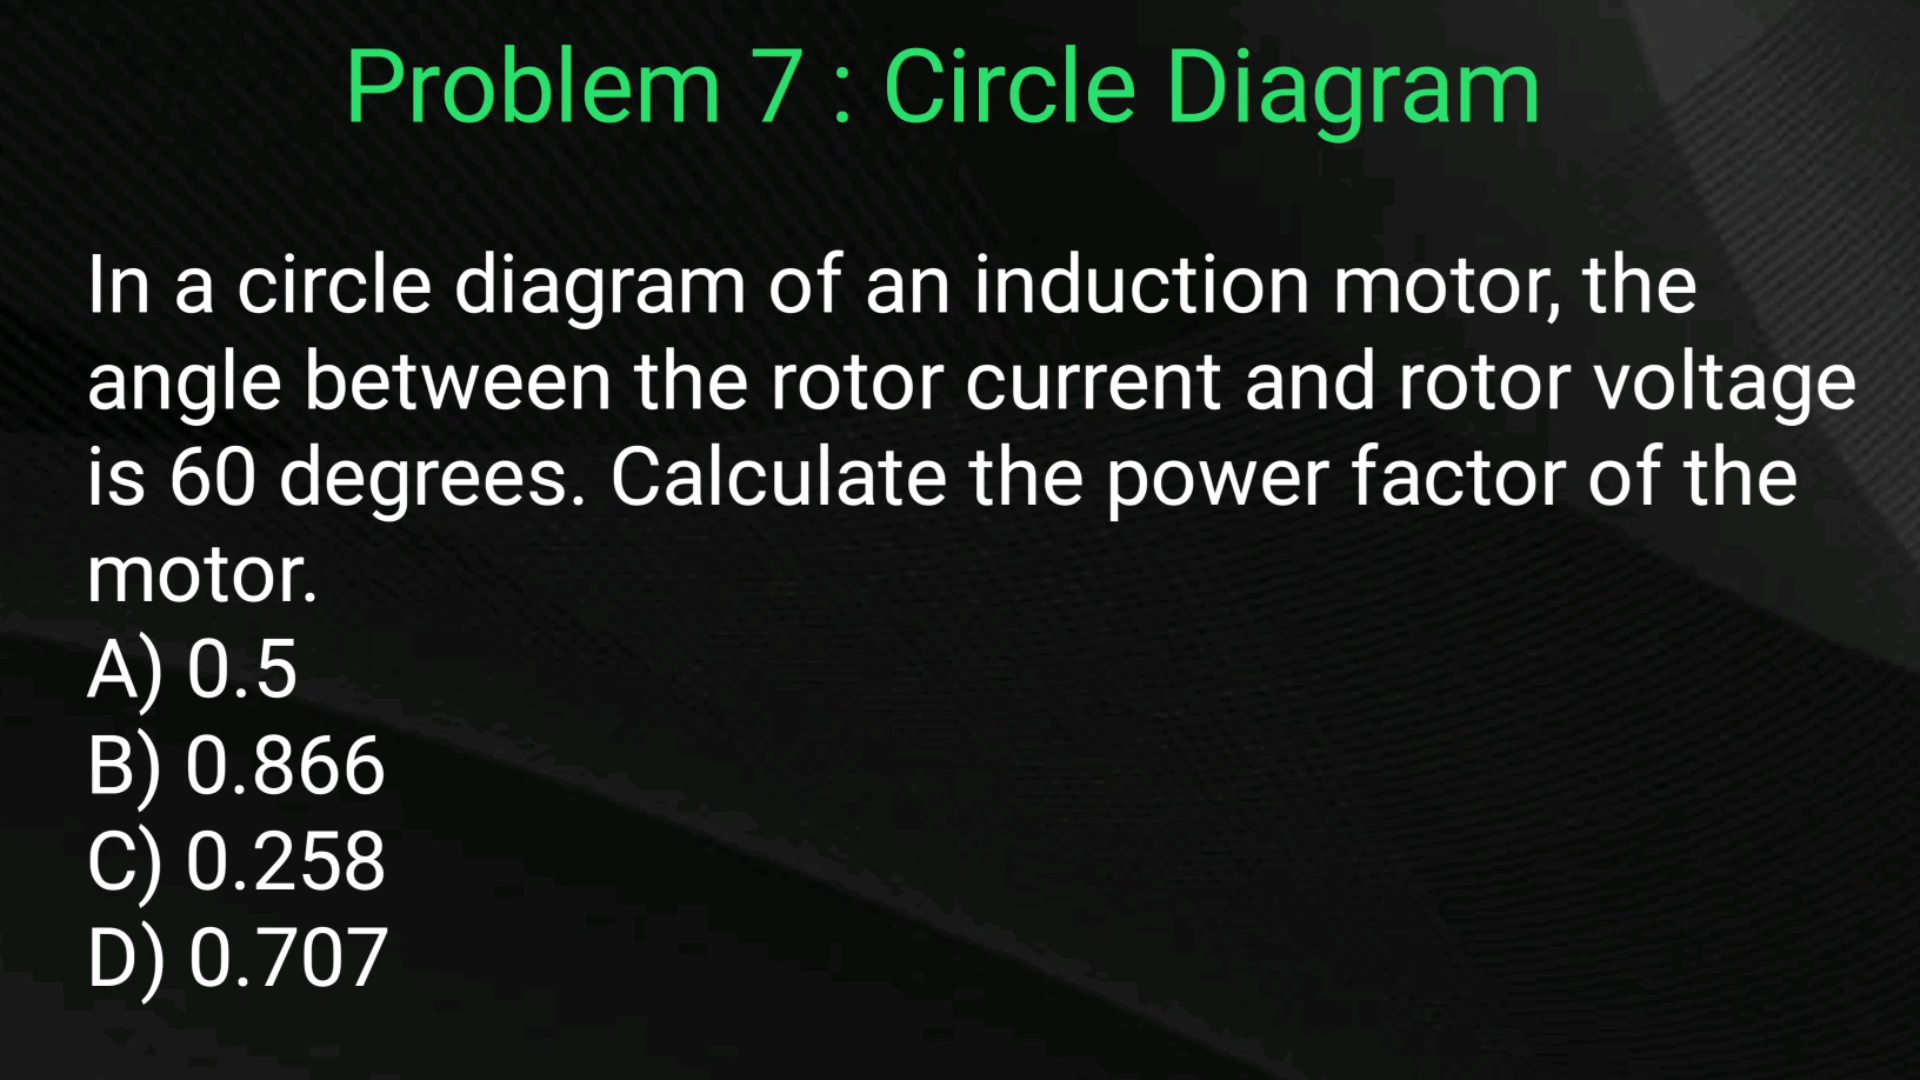 Problem 7 : Circle Diagram
In a circle diagram of an induction motor, the
angle between the rotor current and rotor voltage
is 60 degrees. Calculate the power factor of the
motor.
A) 0.5
B) 0.866
C) 0.258
D) 0.707